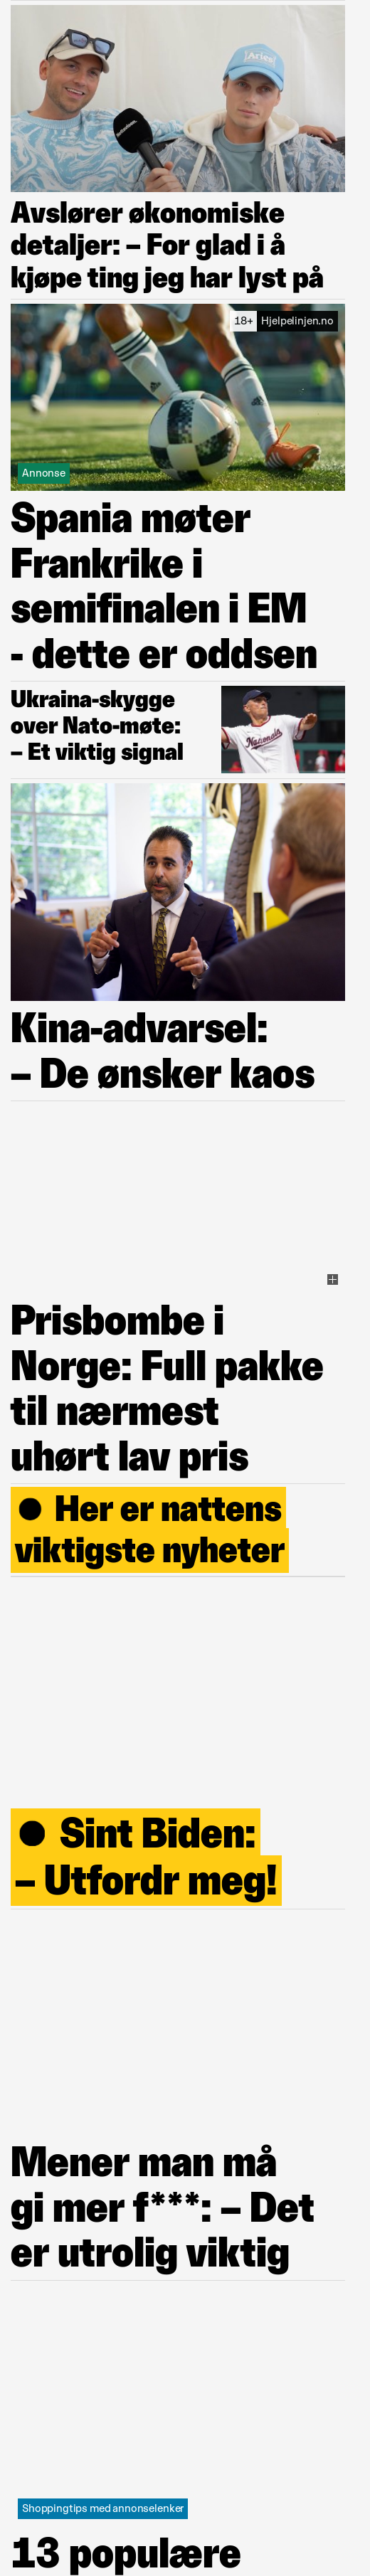 Aries
Avslører økonomiske
detaljer: – For glad i å
kjøpe ting jeg har lyst på
18+ Hjelpelinjen.no
Annonse
Spania møter
Frankrike i
semifinalen i EM
- dette er oddsen
Ukraina-skygge
over Nato-møte:
– Et viktig signal
Nationals
Kina-advarsel:
– De ønsker kaos
Prisbombe i
Norge: Full pakke
til nærmest
uhørt lav pris
● Her er nattens
viktigste nyheter
● Sint Biden:
– Utfordr meg!
Mener man må
gi mer f***: – Det
er utrolig viktig
Shoppingtips med annonselenker
13 populære